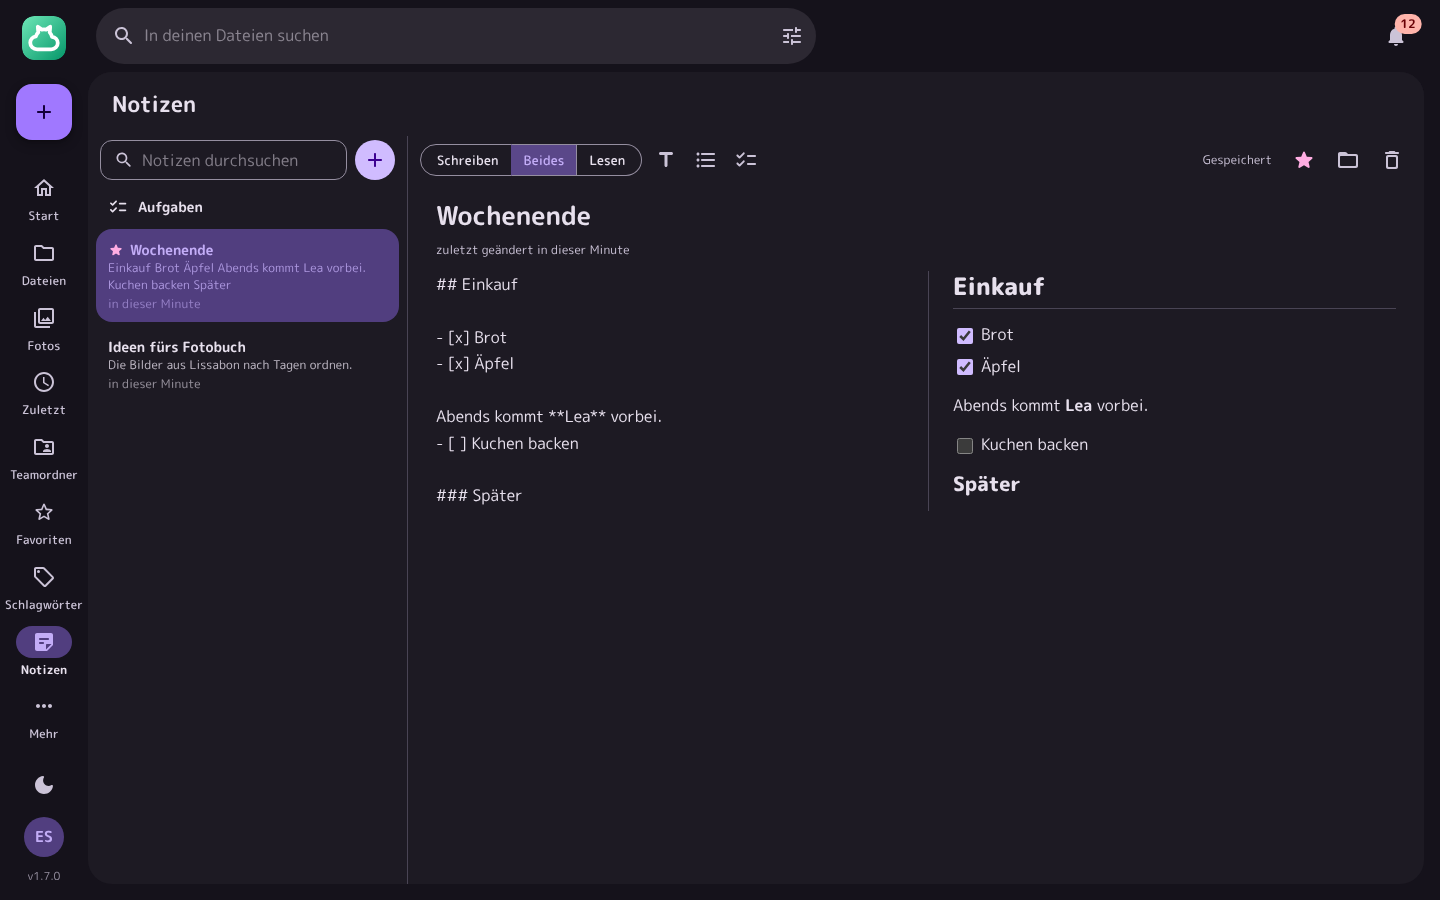 In deinen Dateien suchen
12
Notizen
Start
Dateien
Fotos
Zuletzt
Teamordner
Favoriten
Schlagwörter
Notizen
Mehr
ES
v1.7.0
Notizen durchsuchen
Aufgaben
Wochenende
Einkauf Brot Äpfel Abends kommt Lea vorbei.
Kuchen backen Später
in dieser Minute
Ideen fürs Fotobuch
Die Bilder aus Lissabon nach Tagen ordnen.
in dieser Minute
Schreiben Beides Lesen
Gespeichert
Wochenende
zuletzt geändert in dieser Minute
## Einkauf
- [x] Brot
- [x] Äpfel
Abends kommt **Lea** vorbei.
- [ ] Kuchen backen
### Später
Einkauf
Brot
Äpfel
Abends kommt Lea vorbei.
Kuchen backen
Später